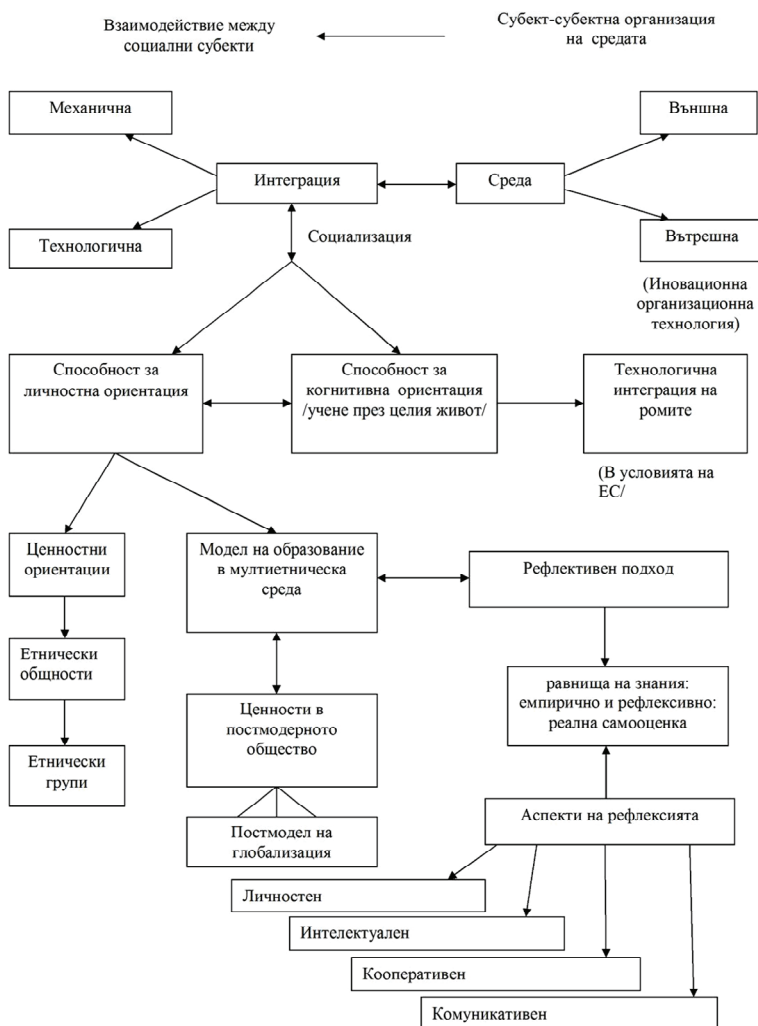 Взаимодействие между
социални субекти
Субект-субектна организация
на средата
Механична
Външна
Интеграция
Среда
Технологична
Социализация
Вътрешна
(Иновационна
организационна
технология)
Способност за
личностна ориентация
Способност за
когнитивна ориентация
/учене през целия живот/
Технологична
интеграция на
ромите
(В условията на
ЕС/
Ценностни
ориентации
Модел на образование
в мултиетническа
среда
Рефлективен подход
Етнически
общности
равнища на знания:
емпирично и рефлексивно:
реална самооценка
Ценности в
постмодерното
общество
Етнически
групи
Аспекти на рефлексията
Постмодел на
глобализация
Личностен
Интелектуален
Кооперативен
Комуникативен